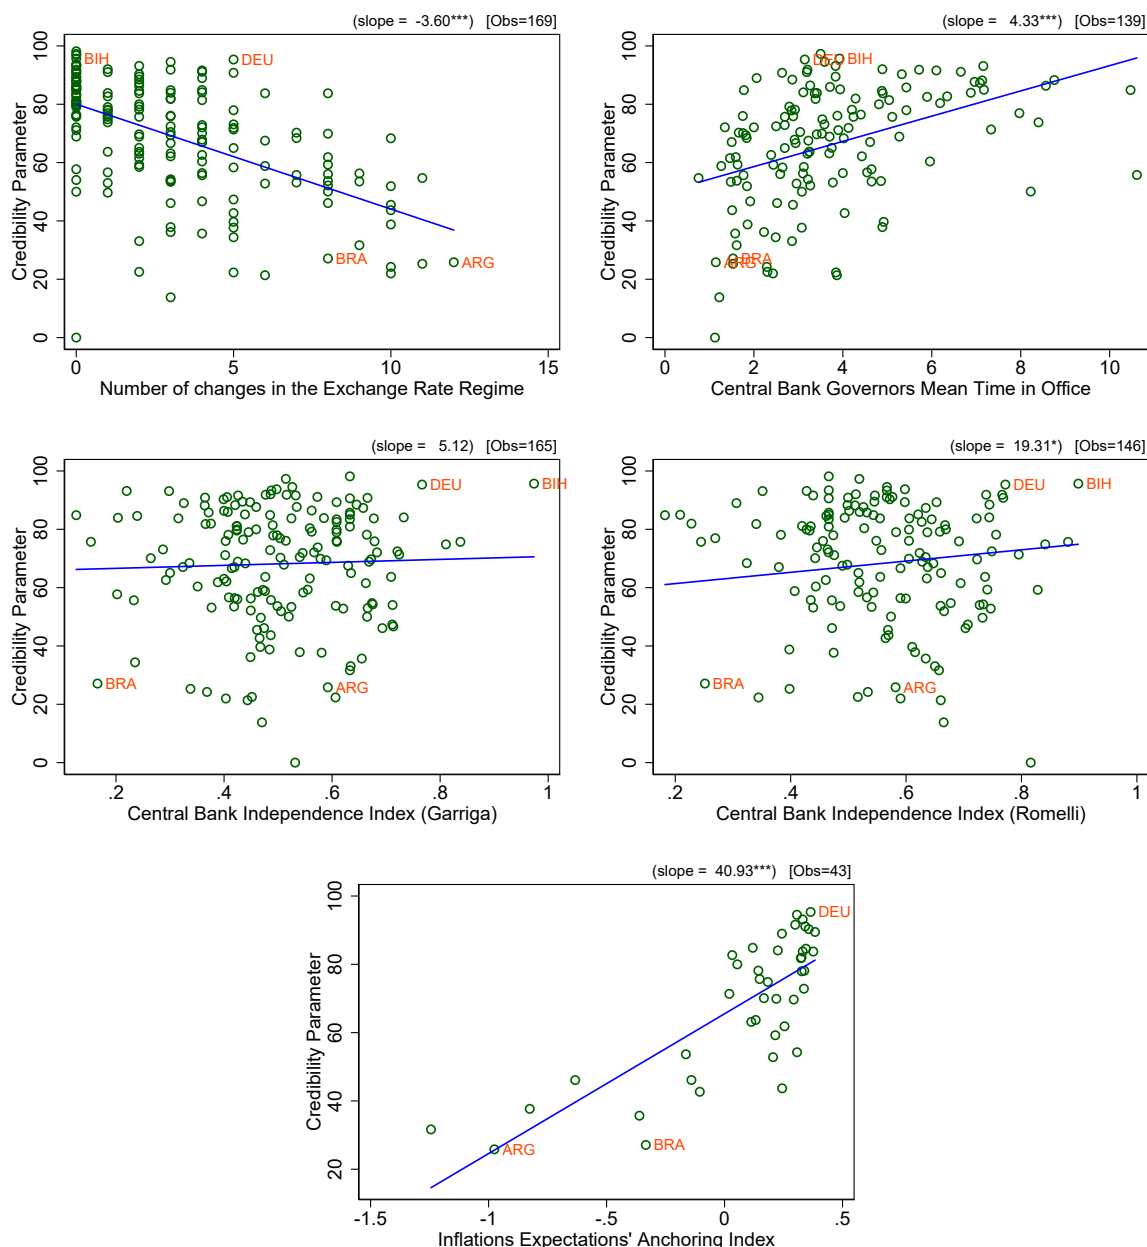 (slope = -3.60***) [Obs=169]
Credibility Parameter
100
80
60
40
20
0
BIH
DEU
BRA
ARG
0 5 10 15
Number of changes in the Exchange Rate Regime
(slope = 4.33***) [Obs=139]
Credibility Parameter
100
80
60
40
20
0
DEU
BIH
ARG
BRA
0 2 4 6 8 10
Central Bank Governors Mean Time in Office
(slope = 5.12) [Obs=165]
Credibility Parameter
100
80
60
40
20
0
DEU
BIH
BRA
ARG
.2 .4 .6 .8 1
Central Bank Independence Index (Garriga)
(slope = 19.31*) [Obs=146]
Credibility Parameter
100
80
60
40
20
0
DEU
BIH
BRA
ARG
.2 .4 .6 .8 1
Central Bank Independence Index (Romelli)
(slope = 40.93***) [Obs=43]
Credibility Parameter
100
80
60
40
20
DEU
ARG
BRA
-1.5 -1 -.5 0 .5
Inflations Expectations' Anchoring Index